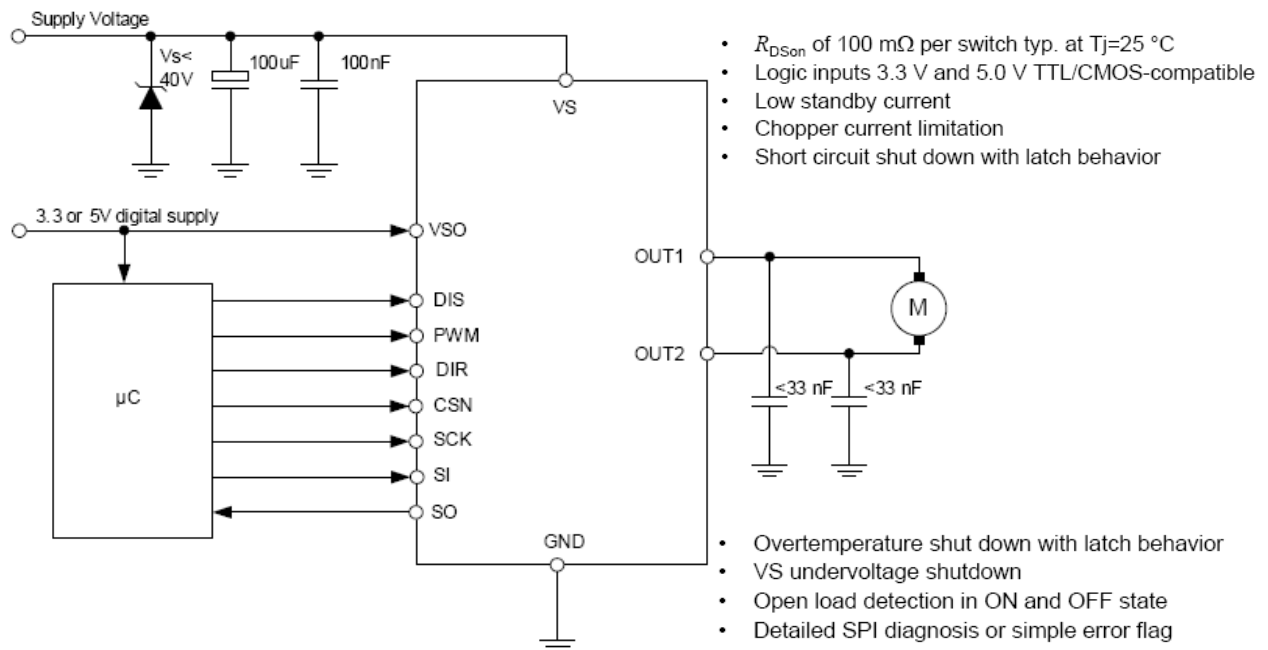 Supply Voltage
Vs<
40V
100uF
100nF
VS
• RDSon of 100 mΩ per switch typ. at Tj=25 °C
• Logic inputs 3.3 V and 5.0 V TTL/CMOS-compatible
• Low standby current
• Chopper current limitation
• Short circuit shut down with latch behavior
3.3 or 5V digital supply
VSO
DIS
PWM
DIR
CSN
SCK
SI
SO
µC
OUT1
OUT2
M
<33 nF
<33 nF
GND
• Overtemperature shut down with latch behavior
• VS undervoltage shutdown
• Open load detection in ON and OFF state
• Detailed SPI diagnosis or simple error flag